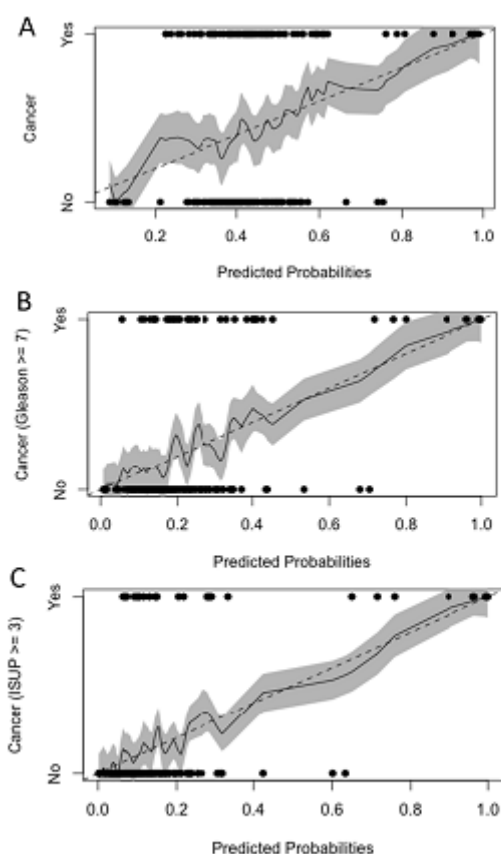 A
Yes
Cancer
No
0.2 0.4 0.6 0.8 1.0
Predicted Probabilities
B
Yes
Cancer (Gleason >= 7)
No
0.0 0.2 0.4 0.6 0.8 1.0
Predicted Probabilities
C
Yes
Cancer (ISUP >= 3)
No
0.0 0.2 0.4 0.6 0.8 1.0
Predicted Probabilities